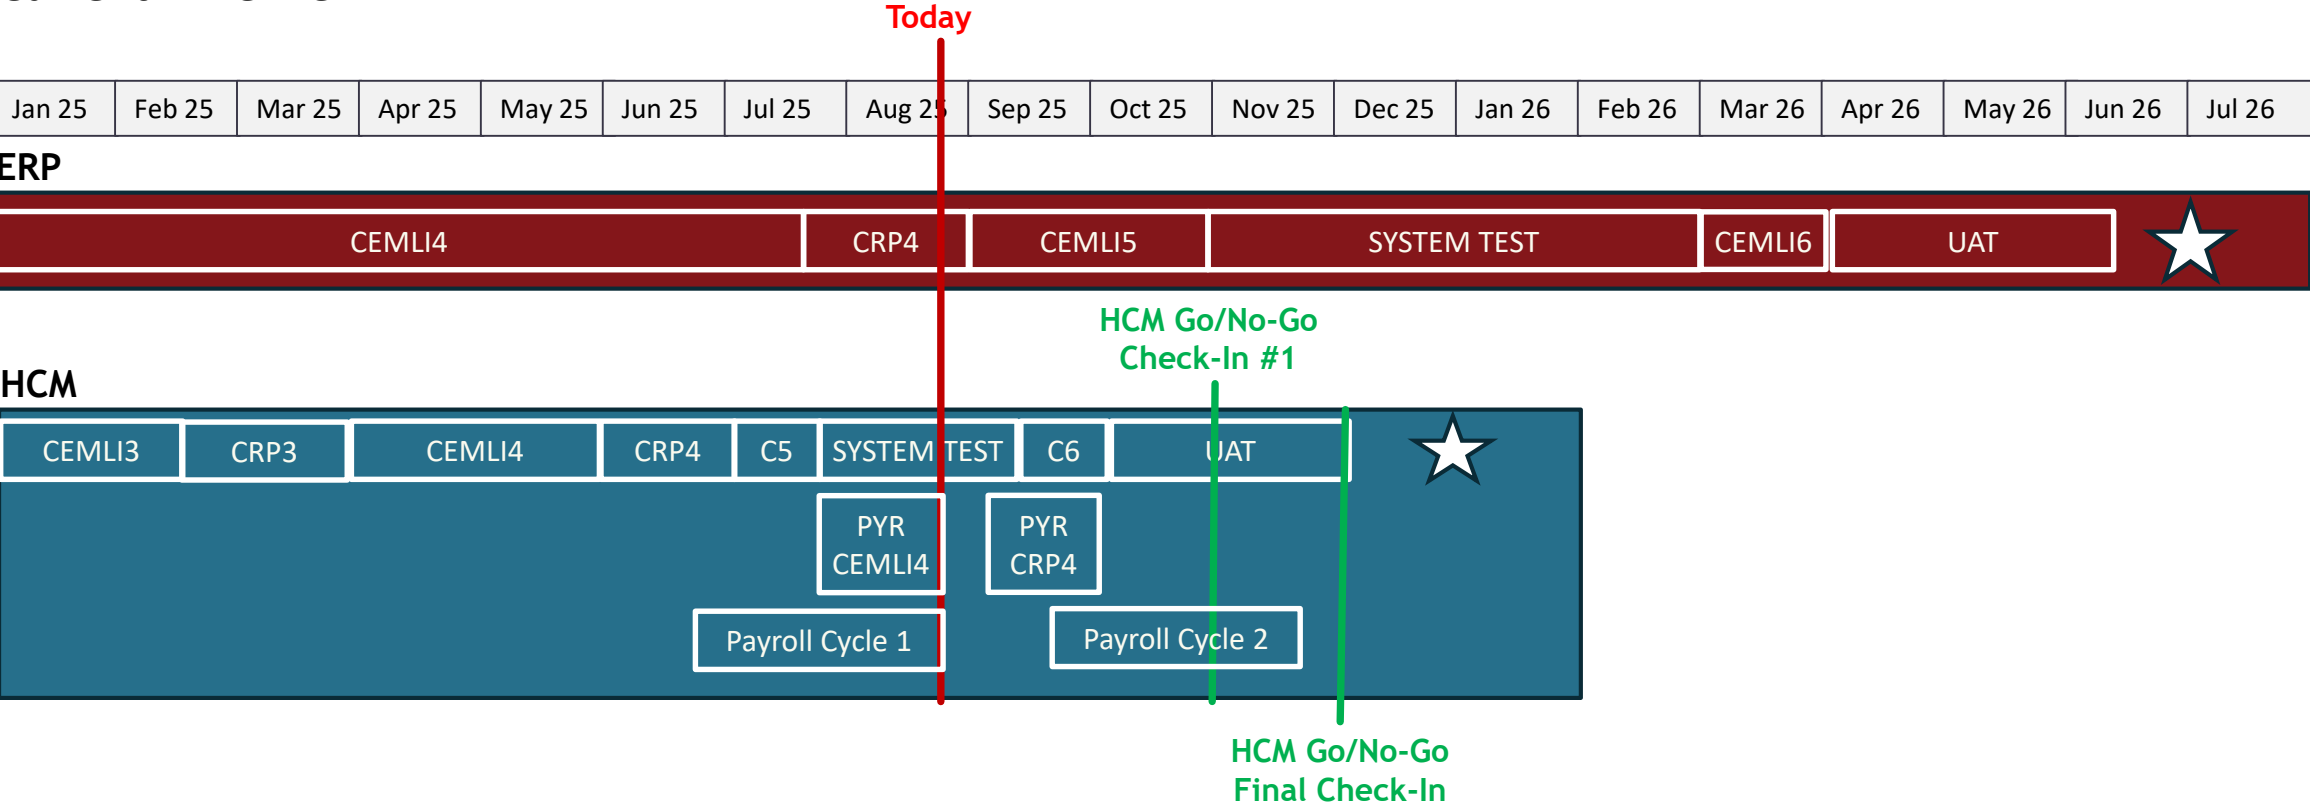 Today
Jan 25 Feb 25 Mar 25 Apr 25 May 25 Jun 25 Jul 25 Aug 25 Sep 25 Oct 25 Nov 25 Dec 25 Jan 26 Feb 26 Mar 26 Apr 26 May 26 Jun 26 Jul 26
ERP
CEMLI4 CRP4 CEMLI5 SYSTEM TEST CEMLI6 UAT
HCM Go/No-Go
Check-In #1
HCM
CEMLI3 CRP3 CEMLI4 CRP4 C5 SYSTEM TEST C6 UAT
PYR
CEMLI4
PYR
CRP4
Payroll Cycle 1 Payroll Cycle 2
HCM Go/No-Go
Final Check-In